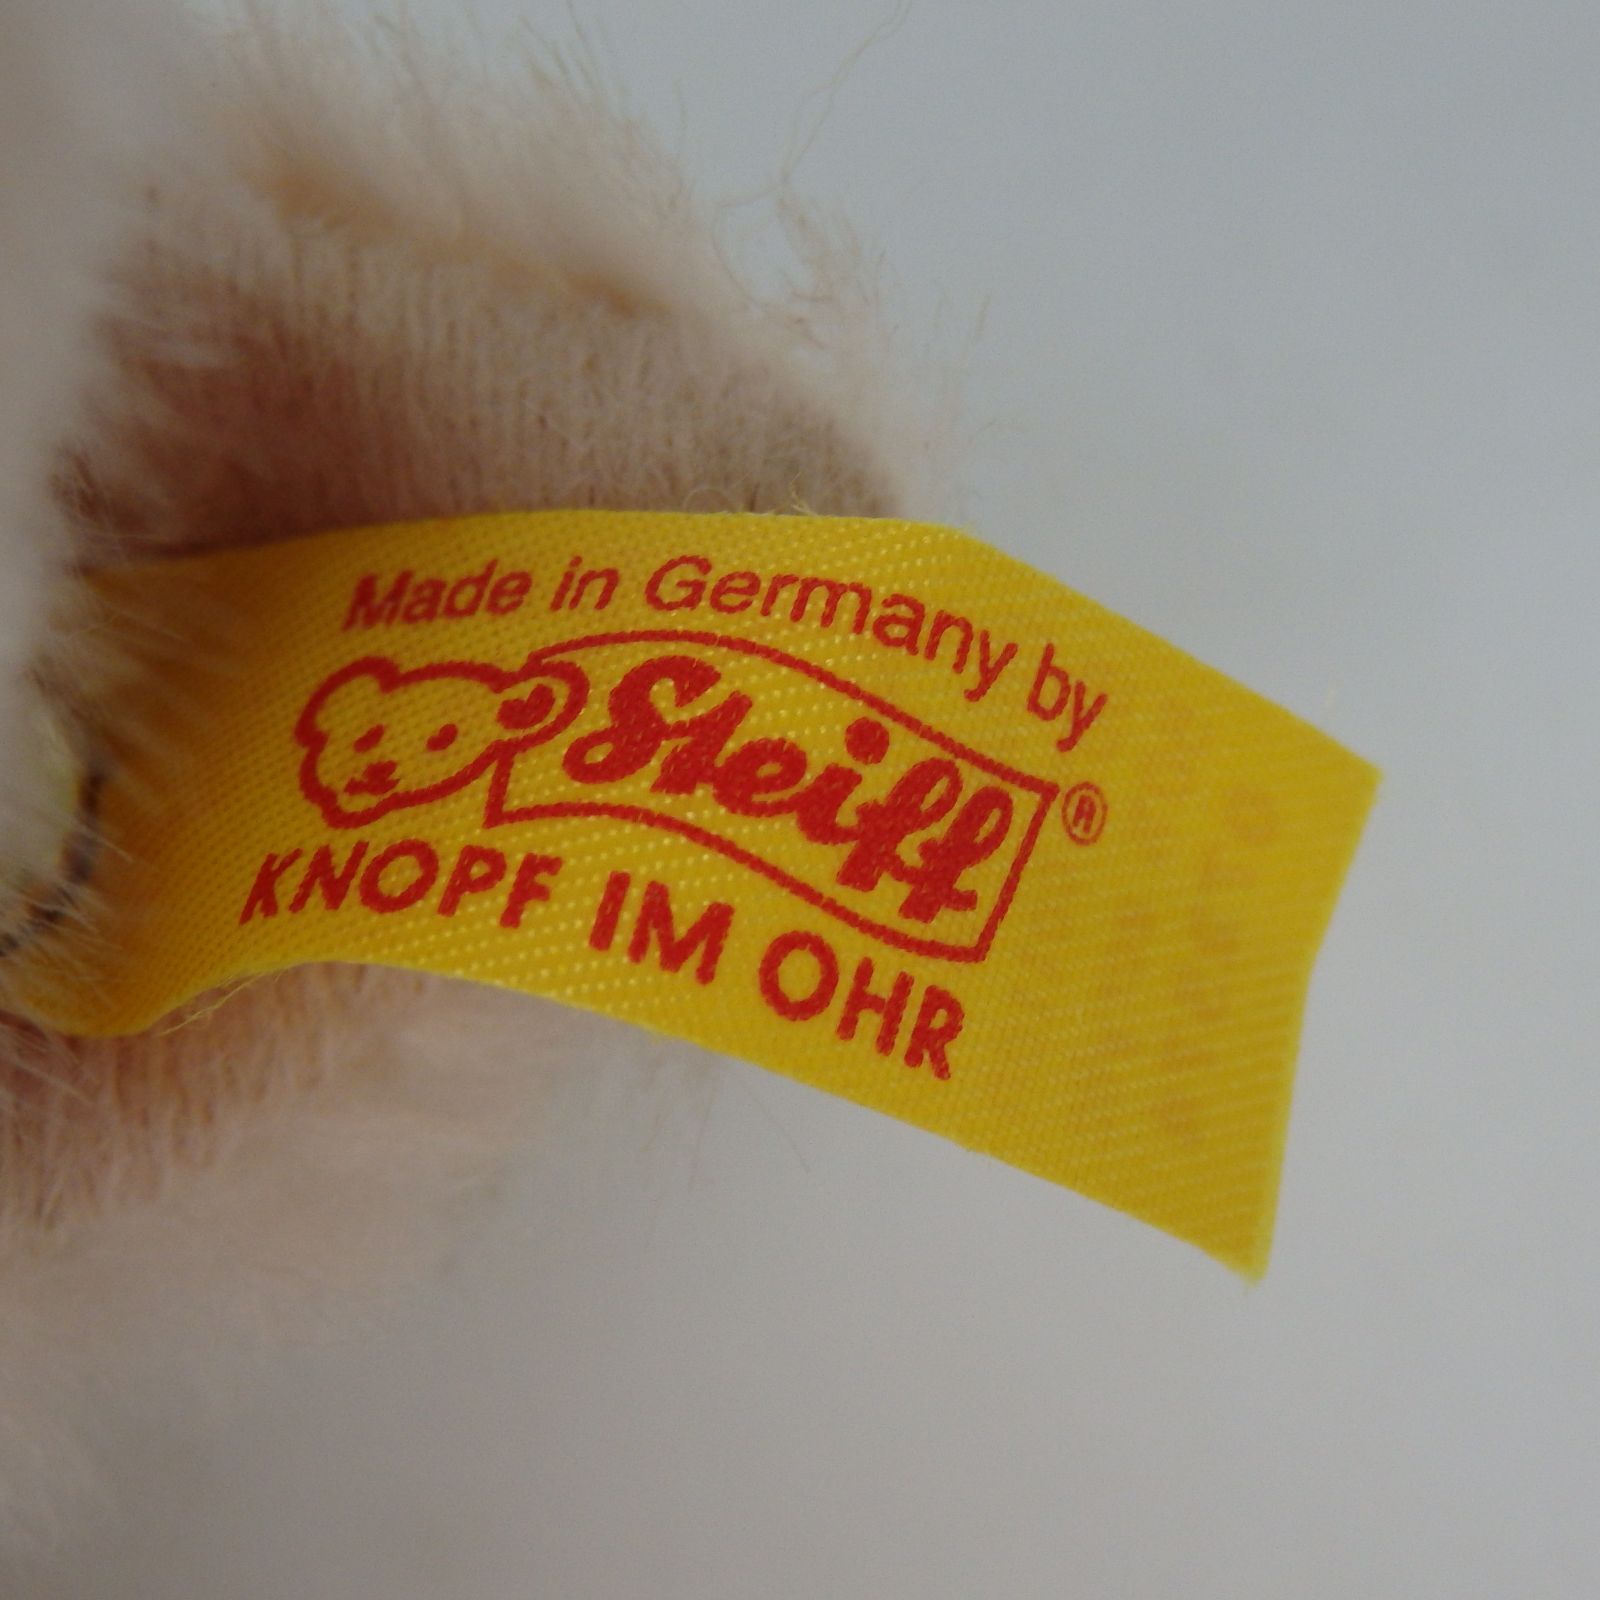 Made in Germany by
Steiff ®
KNOPF IM OHR